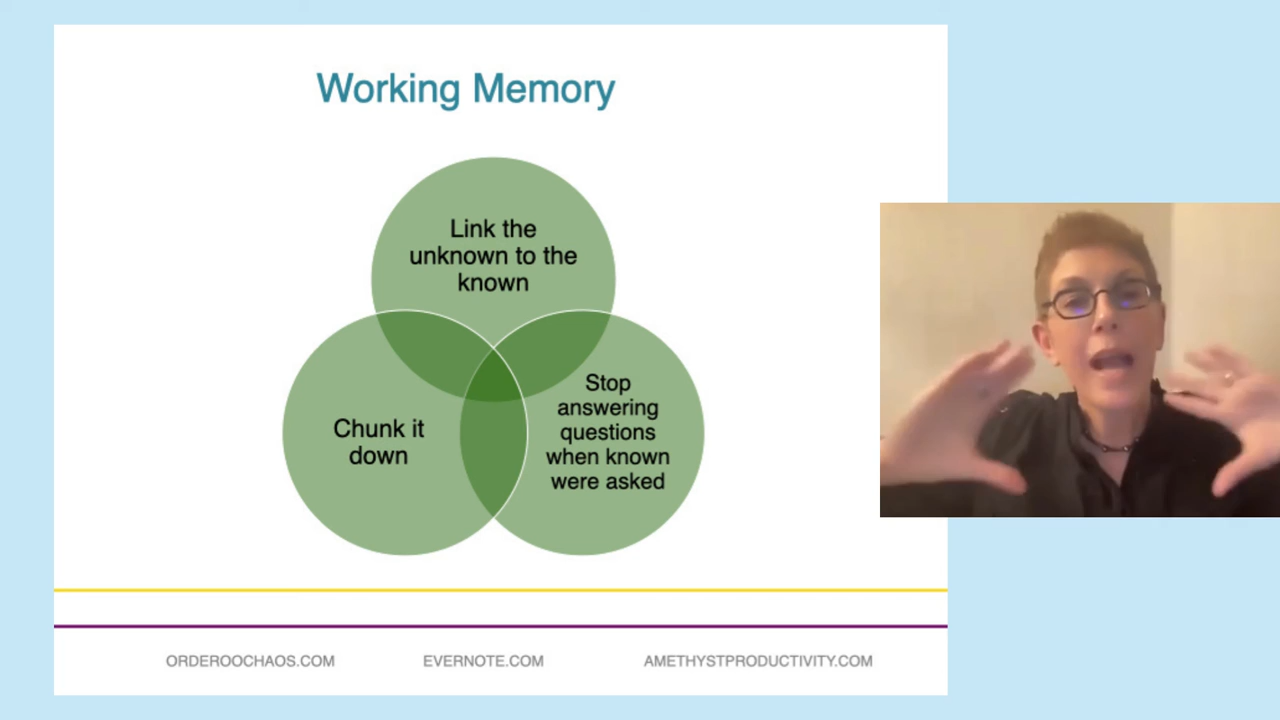 Working Memory
Link the
unknown to the
known
Chunk it
down
Stop
answering
questions
when known
were asked
ORDEROOCHAOS.COM
EVERNOTE.COM
AMETHYSTPRODUCTIVITY.COM